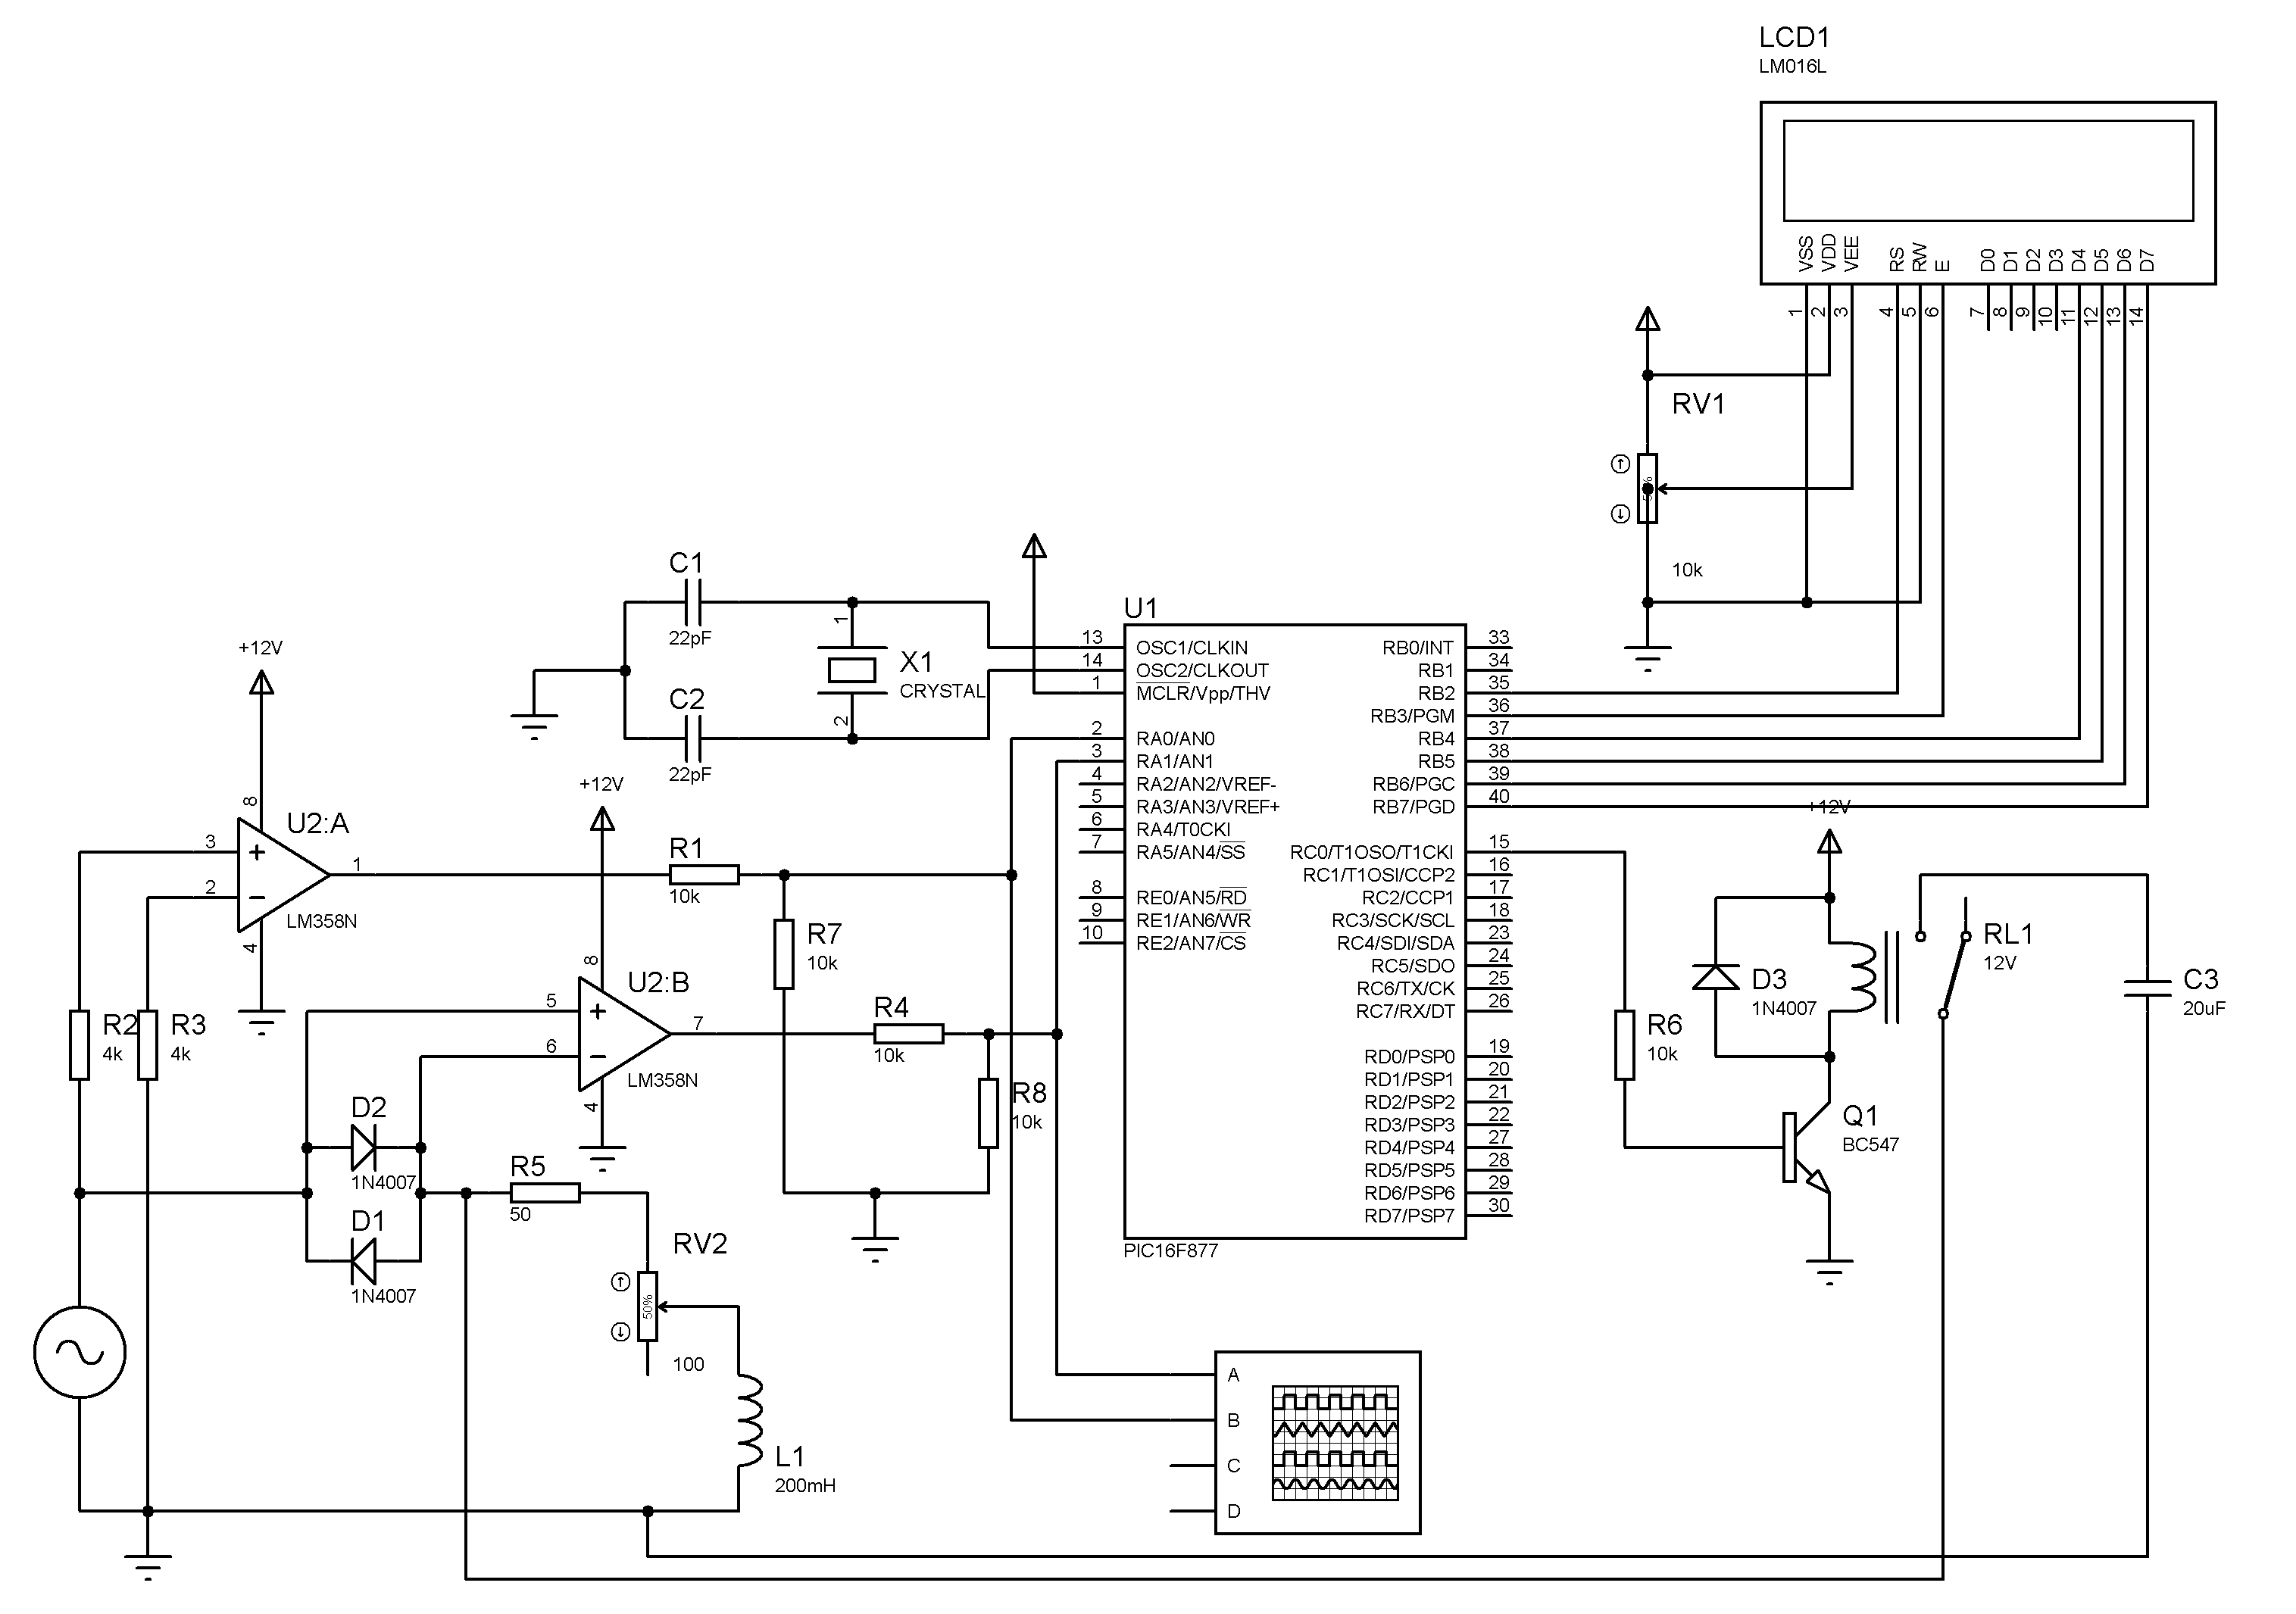 LCD1
LM016L
VSS
VDD
VEE
RS
RW
E
D0
D1
D2
D3
D4
D5
D6
D7
1
2
3
4
5
6
7
8
9
10
11
12
13
14
RV1
10k
C1
22pF
C2
22pF
1
2
X1
CRYSTAL
U1
13 OSC1/CLKIN
14 OSC2/CLKOUT
1 MCLR/Vpp/THV
2 RA0/AN0
3 RA1/AN1
4 RA2/AN2/VREF-
5 RA3/AN3/VREF+
6 RA4/T0CKI
7 RA5/AN4/SS
8 RE0/AN5/RD
9 RE1/AN6/WR
10 RE2/AN7/CS
RB0/INT 33
RB1 34
RB2 35
RB3/PGM 36
RB4 37
RB5 38
RB6/PGC 39
RB7/PGD 40
RC0/T1OSO/T1CKI 15
RC1/T1OSI/CCP2 16
RC2/CCP1 17
RC3/SCK/SCL 18
RC4/SDI/SDA 23
RC5/SDO 24
RC6/TX/CK 25
RC7/RX/DT 26
RD0/PSP0 19
RD1/PSP1 20
RD2/PSP2 21
RD3/PSP3 22
RD4/PSP4 27
RD5/PSP5 28
RD6/PSP6 29
RD7/PSP7 30
PIC16F877
+12V
8
3
2
1
4
U2:A
LM358N
+12V
8
5
6
7
4
U2:B
LM358N
R1
10k
R7
10k
R4
10k
R8
10k
R2
4k
R3
4k
D2
1N4007
D1
1N4007
R5
50
RV2
50%
100
L1
200mH
+12V
D3
1N4007
RL1
12V
C3
20uF
R6
10k
Q1
BC547
A
B
C
D